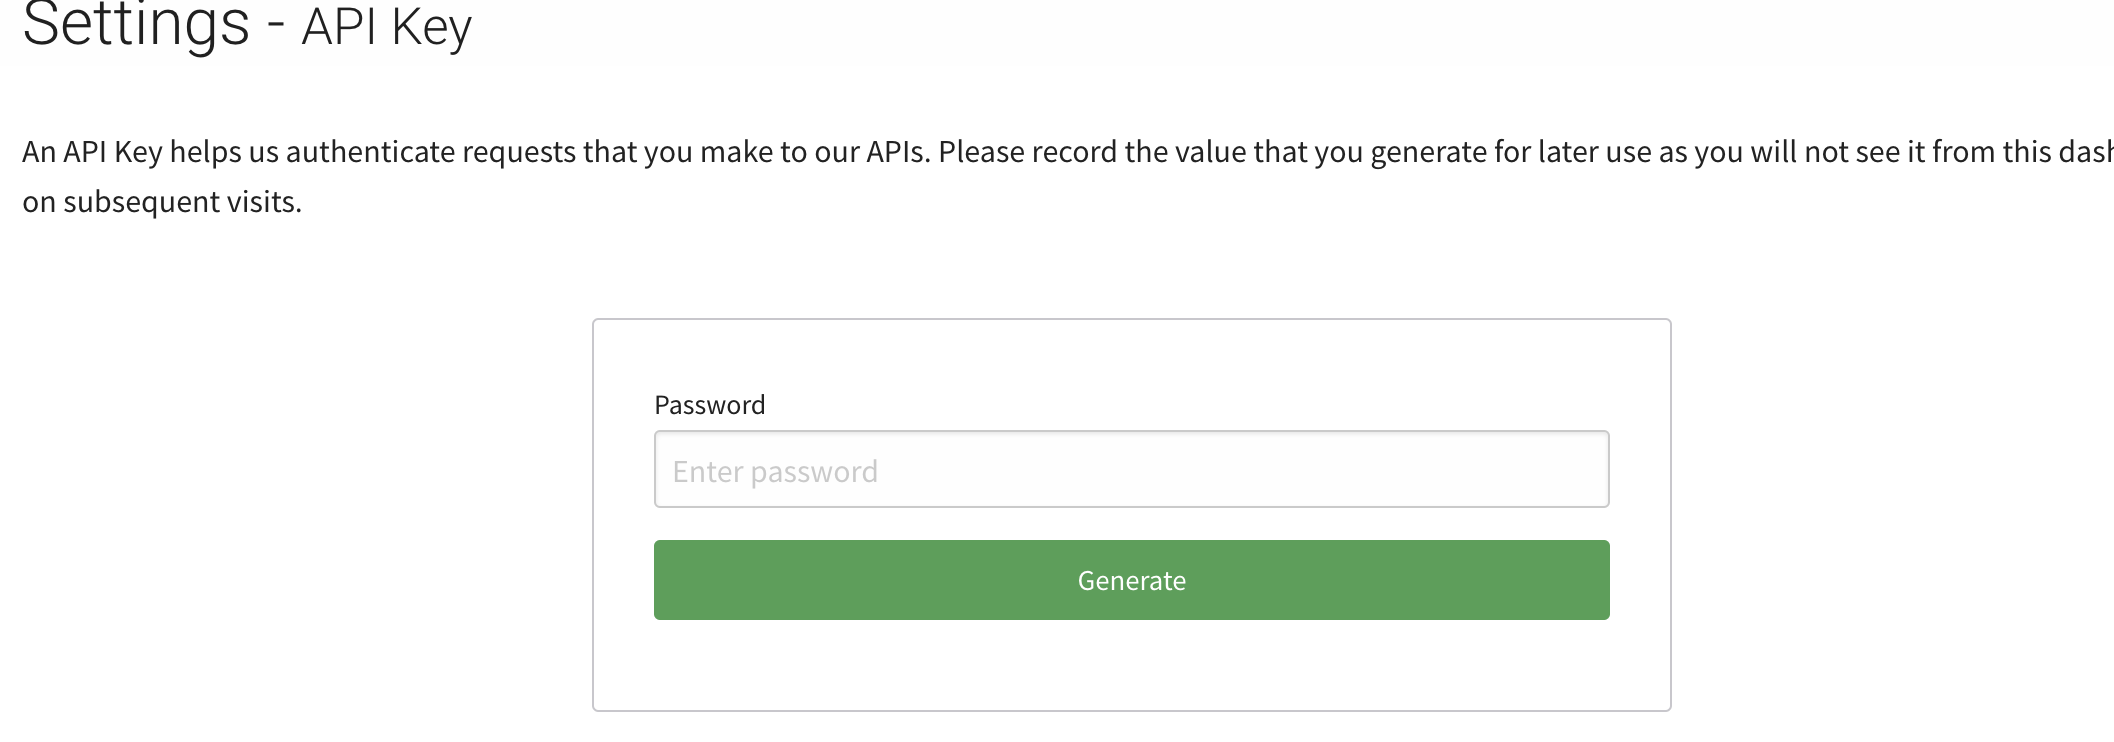 Settings - API Key
An API Key helps us authenticate requests that you make to our APIs. Please record the value that you generate for later use as you will not see it from this
on subsequent visits.
Password
Enter password
Generate